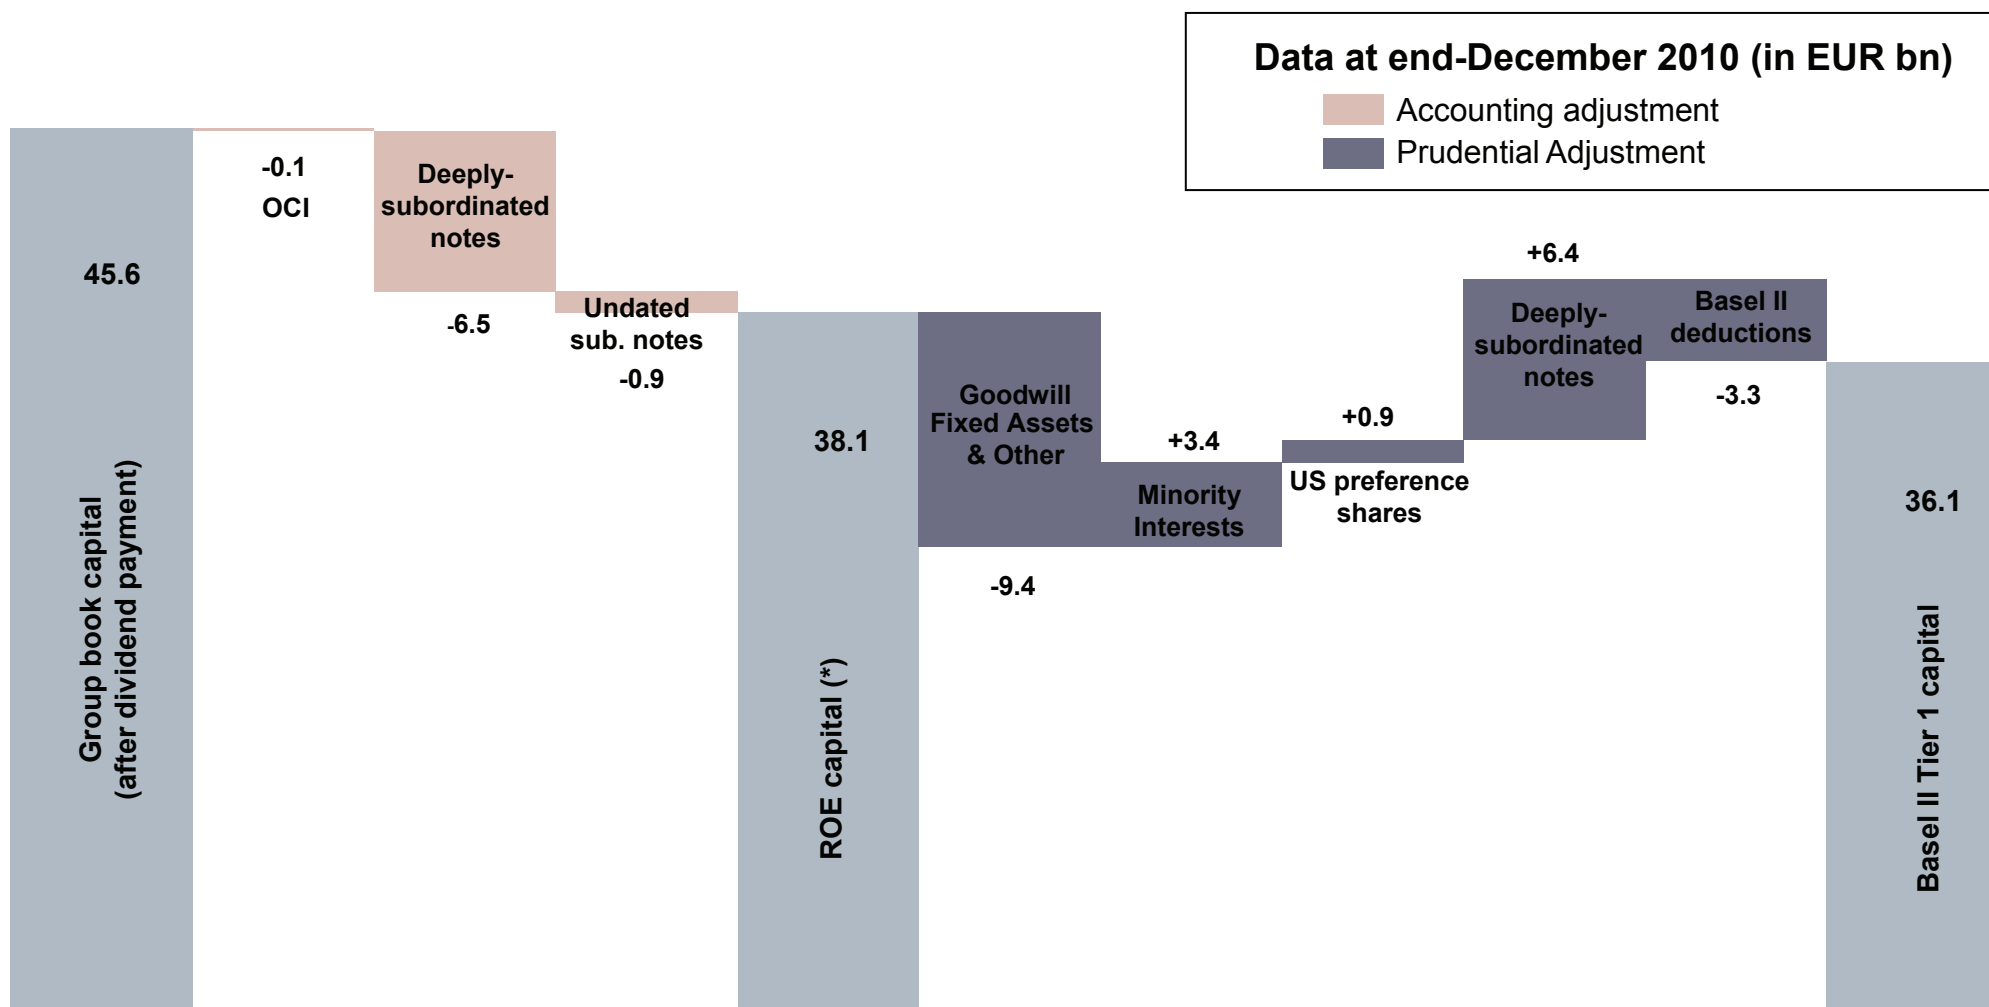 Data at end-December 2010 (in EUR bn)
Accounting adjustment
Prudential Adjustment
45.6
Group book capital
(after dividend payment)
-0.1
OCI
Deeply-
subordinated
notes
-6.5
Undated
sub. notes
-0.9
38.1
ROE capital (*)
Goodwill
Fixed Assets
& Other
-9.4
+3.4
Minority
Interests
+0.9
US preference
shares
+6.4
Deeply-
subordinated
notes
Basel II
deductions
-3.3
36.1
Basel II Tier 1 capital